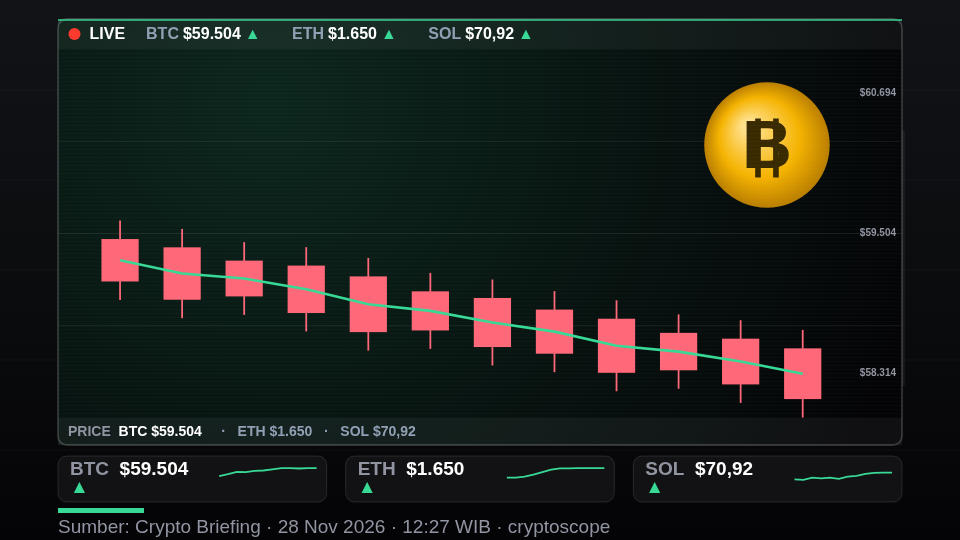 LIVE BTC $59.504 ▲ ETH $1.650 ▲ SOL $70,92 ▲
$60.694
$59.504
$58.314
PRICE BTC $59.504 · ETH $1.650 · SOL $70,92
BTC $59.504 ▲
ETH $1.650 ▲
SOL $70,92 ▲
Sumber: Crypto Briefing · 28 Nov 2026 · 12:27 WIB · cryptoscope